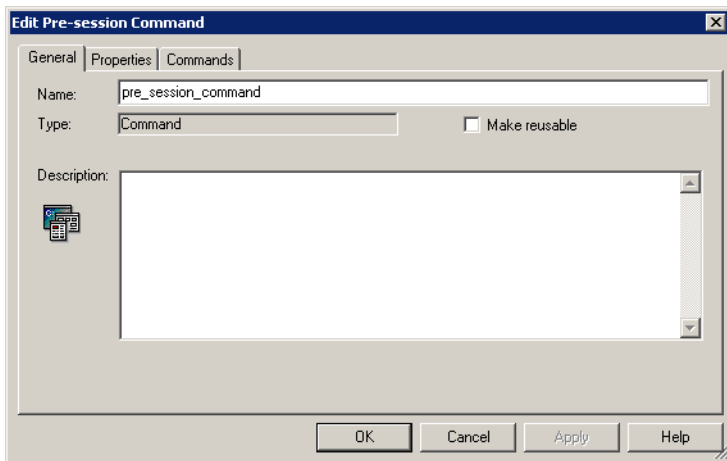 Edit Pre-session Command
General Properties Commands
Name: pre_session_command
Type: Command Make reusable
Description:
OK Cancel Apply Help